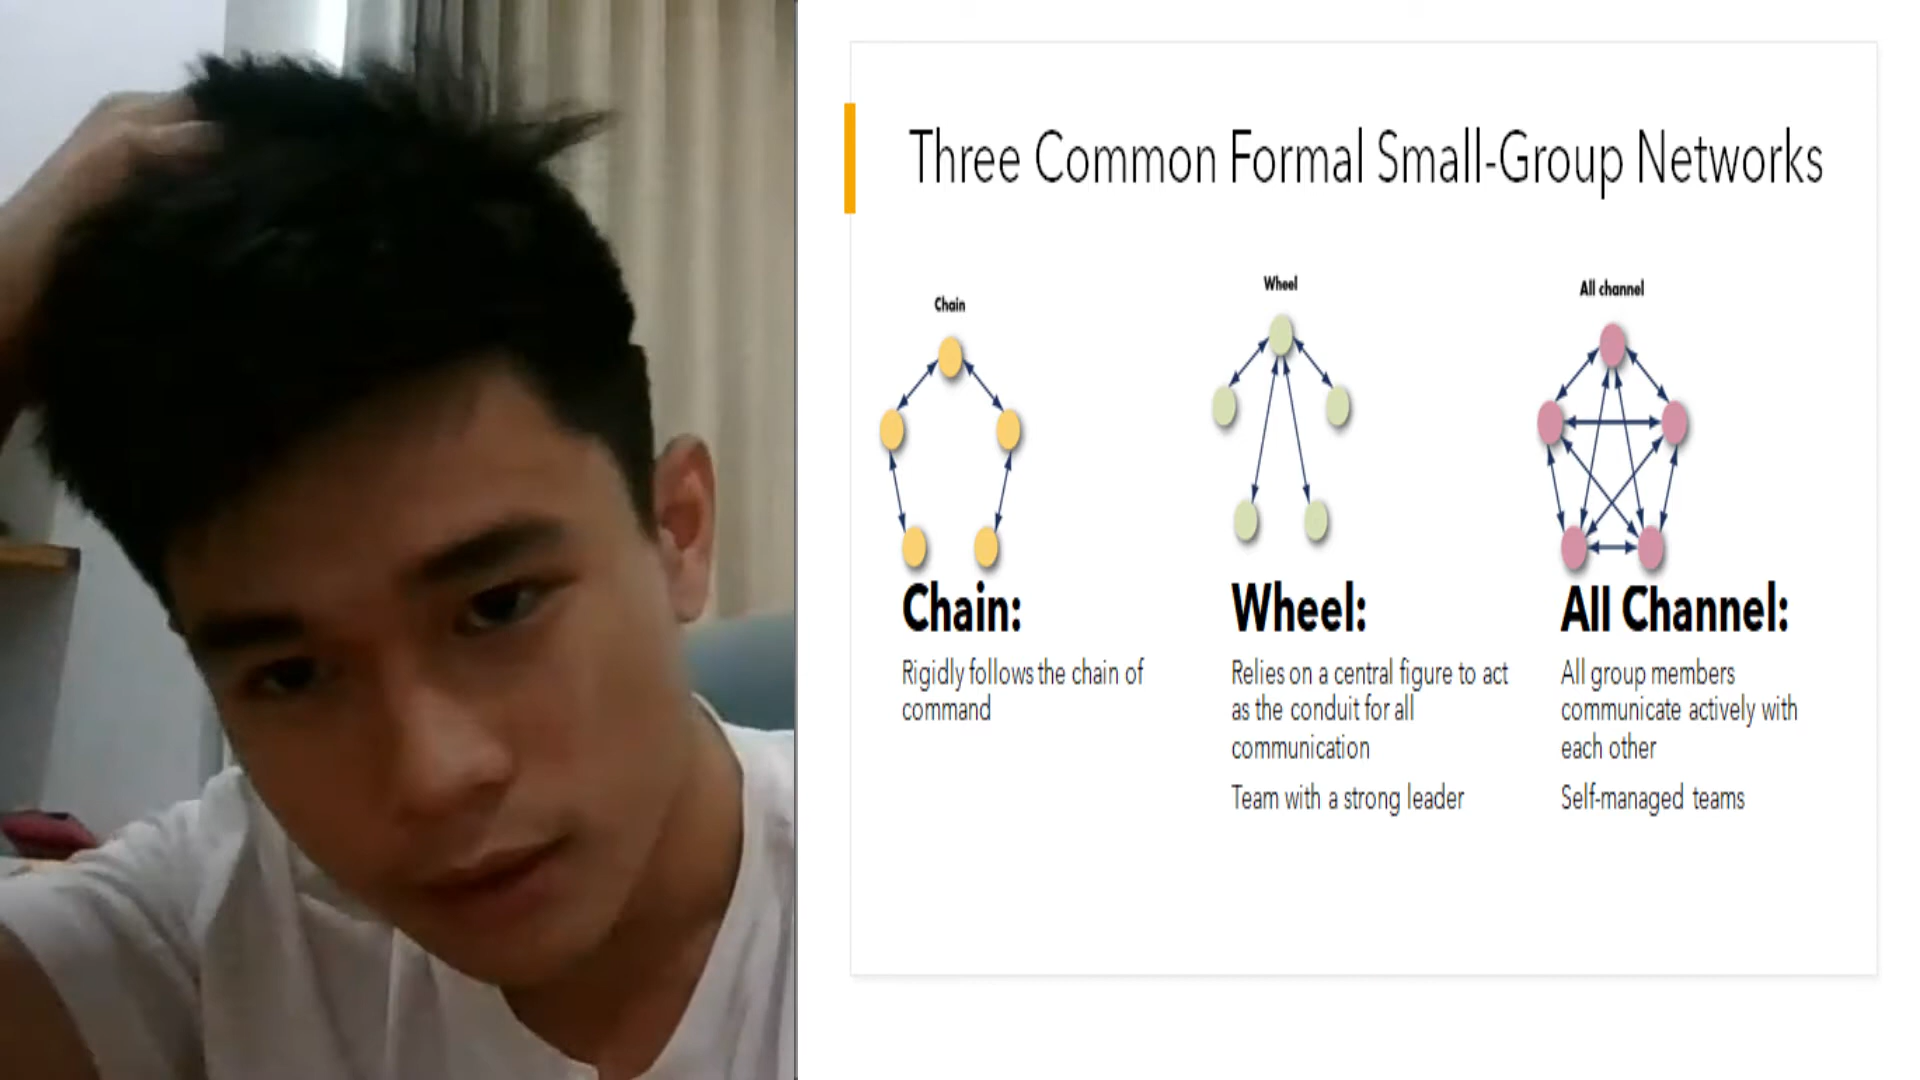 Three Common Formal Small-Group Networks
Chain
Wheel
All channel
Chain:
Rigidly follows the chain of
command
Wheel:
Relies on a central figure to act
as the conduit for all
communication
Team with a strong leader
All Channel:
All group members
communicate actively with
each other
Self-managed teams